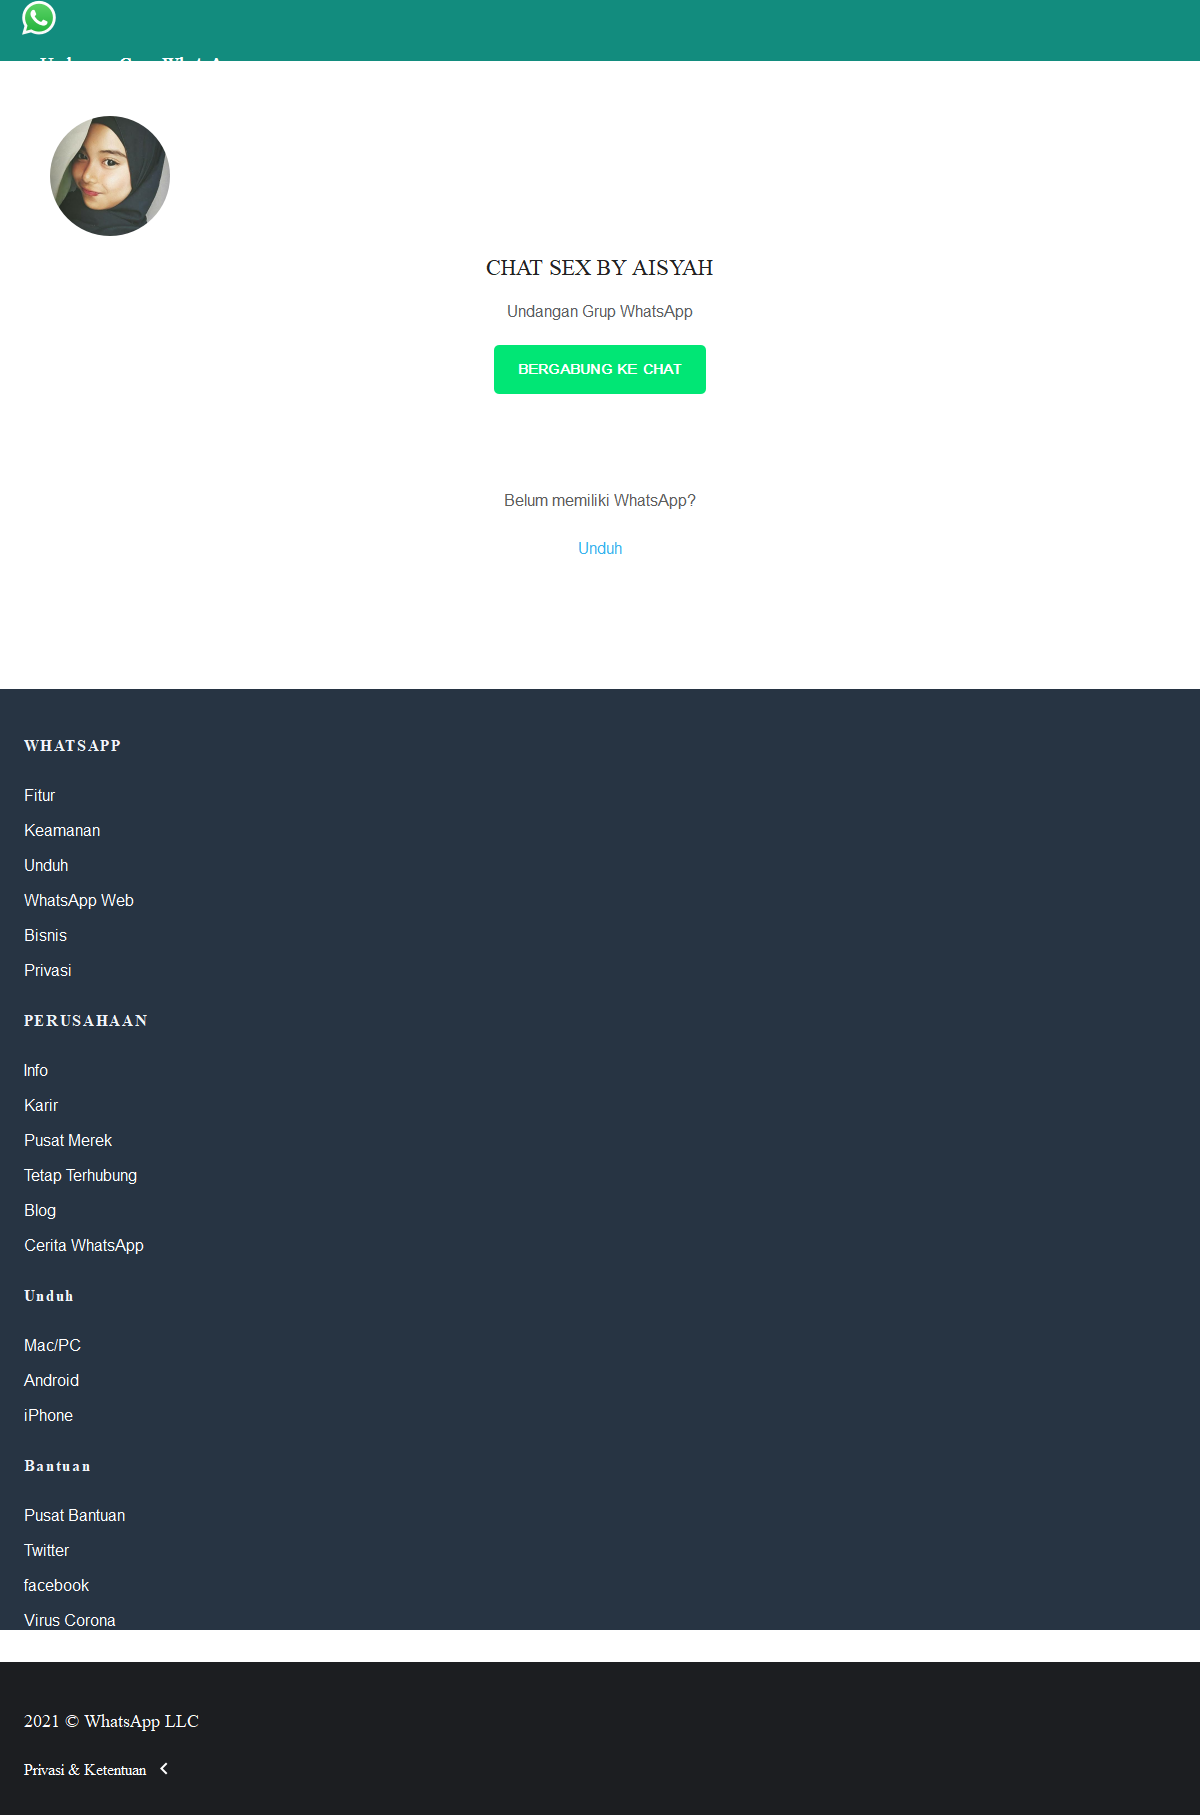 CHAT SEX BY AISYAH
Undangan Grup WhatsApp
BERGABUNG KE CHAT
Belum memiliki WhatsApp?
Unduh
WHATSAPP
Fitur
Keamanan
Unduh
WhatsApp Web
Bisnis
Privasi
PERUSAHAAN
Info
Karir
Pusat Merek
Tetap Terhubung
Blog
Cerita WhatsApp
Unduh
Mac/PC
Android
iPhone
Bantuan
Pusat Bantuan
Twitter
facebook
Virus Corona
2021 © WhatsApp LLC
Privasi & Ketentuan